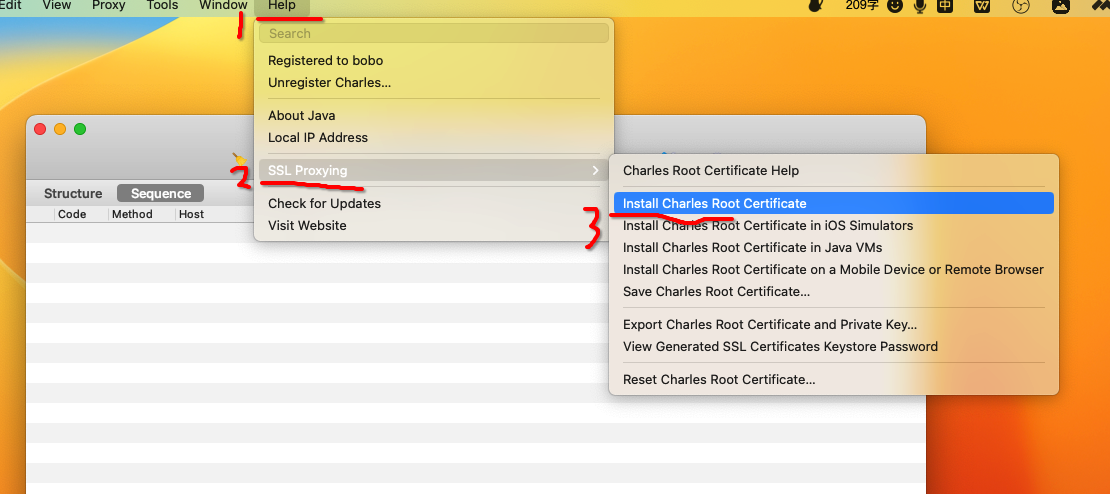 Edit View Proxy Tools Window Help 209字 中 W
1
Search
Registered to bobo
Unregister Charles...
About Java
Local IP Address
2 SSL Proxying
Check for Updates
Visit Website
3
Charles Root Certificate Help
Install Charles Root Certificate
Install Charles Root Certificate in iOS Simulators
Install Charles Root Certificate in Java VMs
Install Charles Root Certificate on a Mobile Device or Remote Browser
Save Charles Root Certificate...
Export Charles Root Certificate and Private Key...
View Generated SSL Certificates Keystore Password
Reset Charles Root Certificate...
Structure Sequence
Code Method Host